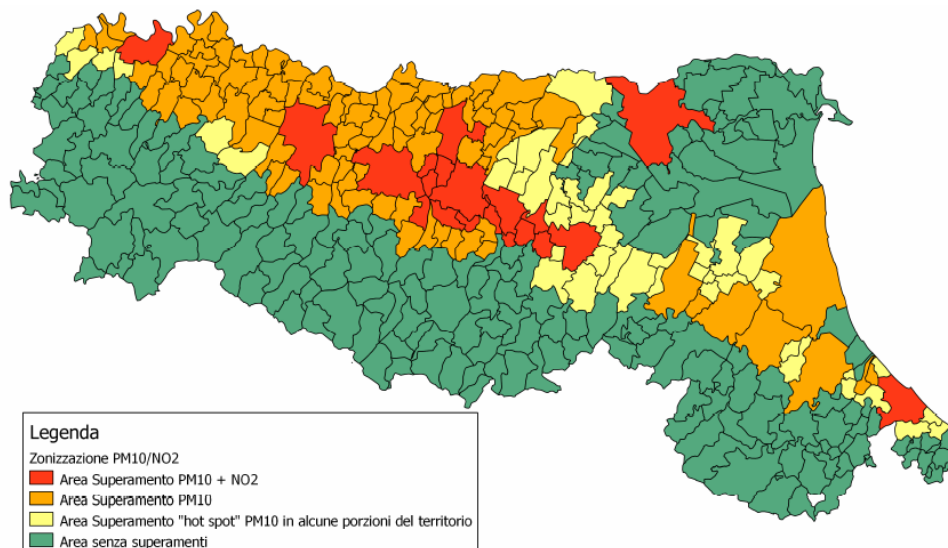 Legenda
Zonizzazione PM10/NO2
Area Superamento PM10 + NO2
Area Superamento PM10
Area Superamento "hot spot" PM10 in alcune porzioni del territorio
Area senza superamenti